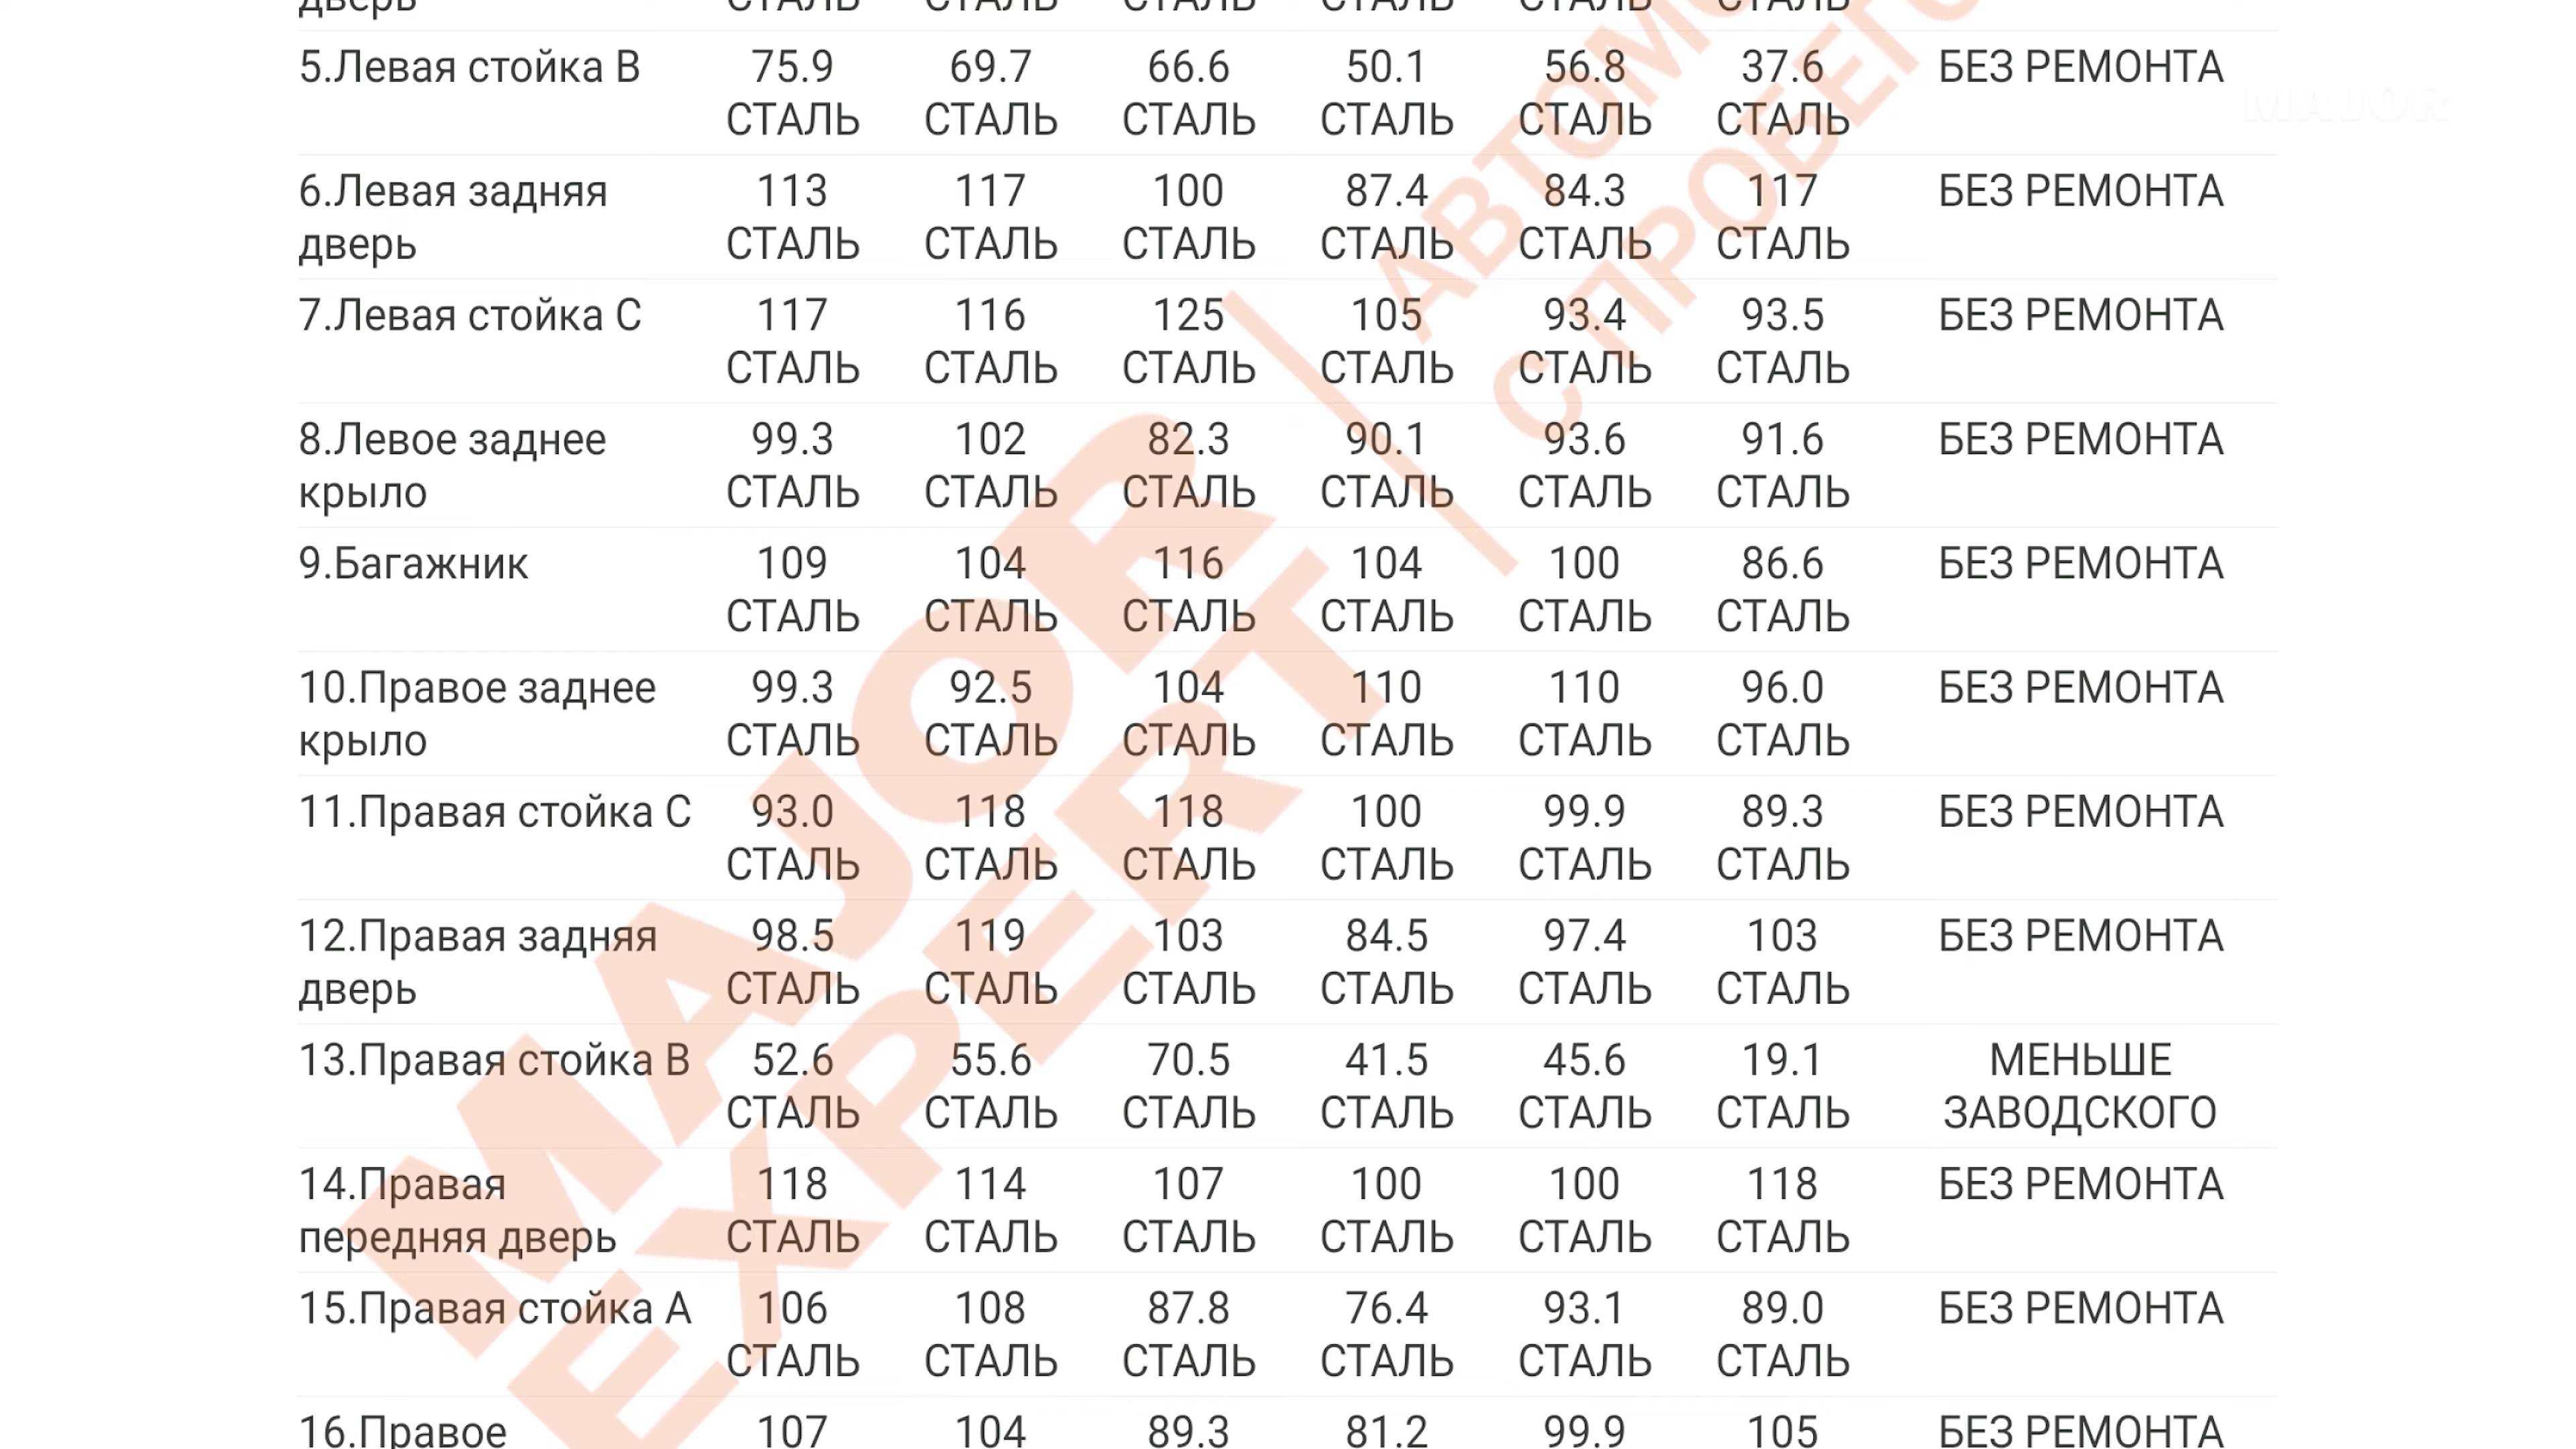 дверь СТАЛЬ СТАЛЬ СТАЛЬ СТАЛЬ СТАЛЬ СТАЛЬ
5.Левая стойка B 75.9 69.7 66.6 50.1 56.8 37.6 БЕЗ РЕМОНТА
СТАЛЬ СТАЛЬ СТАЛЬ СТАЛЬ СТАЛЬ СТАЛЬ
6.Левая задняя 113 117 100 87.4 84.3 117 БЕЗ РЕМОНТА
дверь СТАЛЬ СТАЛЬ СТАЛЬ СТАЛЬ СТАЛЬ СТАЛЬ
7.Левая стойка C 117 116 125 105 93.4 93.5 БЕЗ РЕМОНТА
СТАЛЬ СТАЛЬ СТАЛЬ СТАЛЬ СТАЛЬ СТАЛЬ
8.Левое заднее 99.3 102 82.3 90.1 93.6 91.6 БЕЗ РЕМОНТА
крыло СТАЛЬ СТАЛЬ СТАЛЬ СТАЛЬ СТАЛЬ СТАЛЬ
9.Багажник 109 104 116 104 100 86.6 БЕЗ РЕМОНТА
СТАЛЬ СТАЛЬ СТАЛЬ СТАЛЬ СТАЛЬ СТАЛЬ
10.Правое заднее 99.3 92.5 104 110 110 96.0 БЕЗ РЕМОНТА
крыло СТАЛЬ СТАЛЬ СТАЛЬ СТАЛЬ СТАЛЬ СТАЛЬ
11.Правая стойка C 93.0 118 118 100 99.9 89.3 БЕЗ РЕМОНТА
СТАЛЬ СТАЛЬ СТАЛЬ СТАЛЬ СТАЛЬ СТАЛЬ
12.Правая задняя 98.5 119 103 84.5 97.4 103 БЕЗ РЕМОНТА
дверь СТАЛЬ СТАЛЬ СТАЛЬ СТАЛЬ СТАЛЬ СТАЛЬ
13.Правая стойка B 52.6 55.6 70.5 41.5 45.6 19.1 МЕНЬШЕ
СТАЛЬ СТАЛЬ СТАЛЬ СТАЛЬ СТАЛЬ СТАЛЬ ЗАВОДСКОГО
14.Правая 118 114 107 100 100 118 БЕЗ РЕМОНТА
передняя дверь СТАЛЬ СТАЛЬ СТАЛЬ СТАЛЬ СТАЛЬ СТАЛЬ
15.Правая стойка A 106 108 87.8 76.4 93.1 89.0 БЕЗ РЕМОНТА
СТАЛЬ СТАЛЬ СТАЛЬ СТАЛЬ СТАЛЬ СТАЛЬ
16.Правое 107 104 89.3 81.2 99.9 105 БЕЗ РЕМОНТА
MAJOR
EXPERT
MAJOR